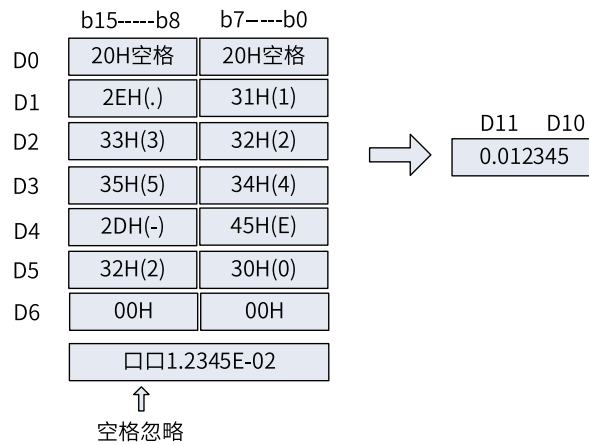 b15-----b8 b7-----b0
D0 20H空格 20H空格
D1 2EH(.) 31H(1)
D2 33H(3) 32H(2)
D11 D10
D3 35H(5) 34H(4)
0.012345
D4 2DH(-) 45H(E)
D5 32H(2) 30H(0)
D6 00H 00H
口口1.2345E-02
空格忽略